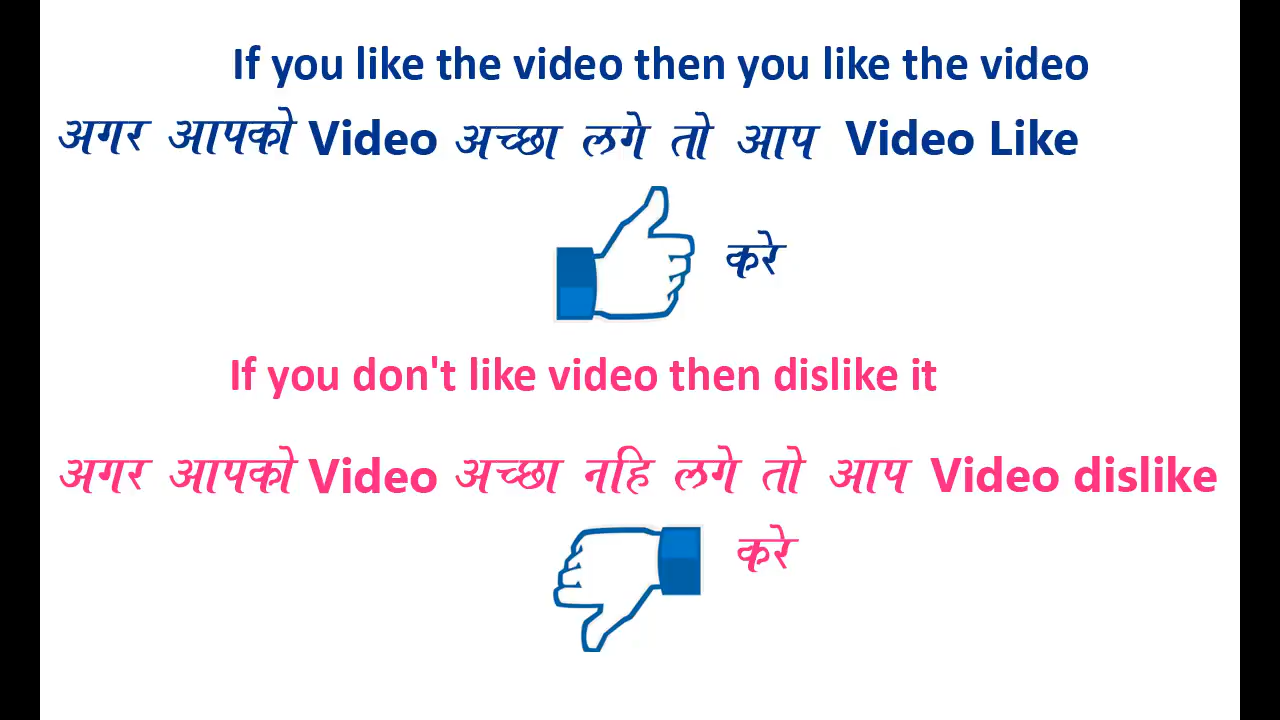 If you like the video then you like the video
अगर आपको Video अच्छा लगे तो आप Video Like
करे
If you don't like video then dislike it
अगर आपको Video अच्छा नहि लगे तो आप Video dislike
करे